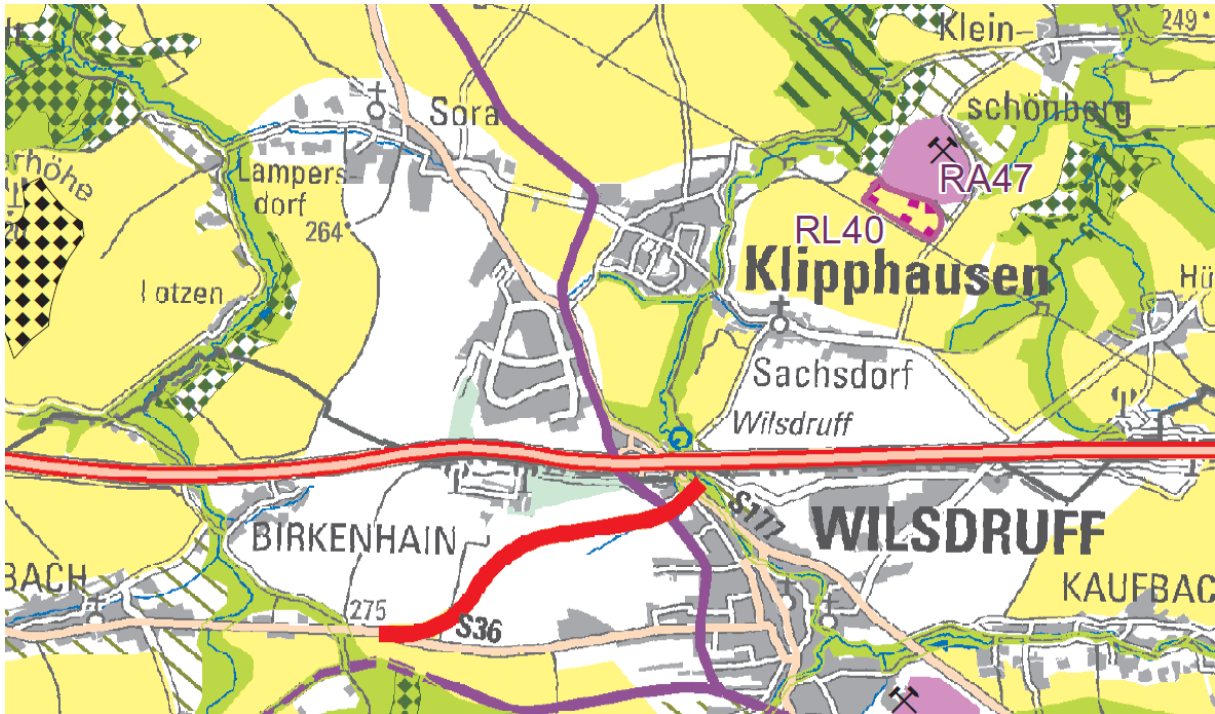 Klein-
249
schönberg
Sora
RA47
Lampers-
dorf
264
RL40
Klipphausen
Hü
Lotzen
Sachsdorf
Wilsdruff
S177
BIRKENHAIN
WILSDRUFF
BACH
KAUFBAC
275
S36